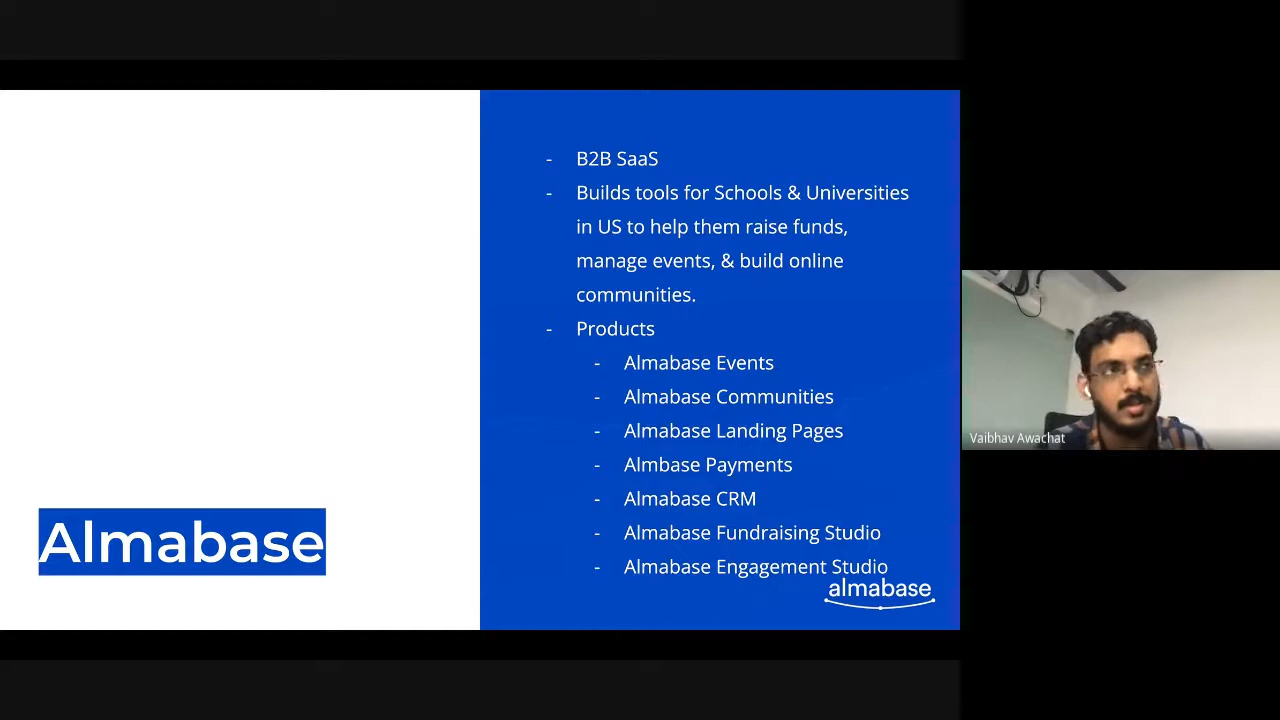 Almabase
- B2B SaaS
- Builds tools for Schools & Universities
in US to help them raise funds,
manage events, & build online
communities.
- Products
- Almabase Events
- Almabase Communities
- Almabase Landing Pages
- Almbase Payments
- Almabase CRM
- Almabase Fundraising Studio
- Almabase Engagement Studio
almabase
Vaibhav Awachat